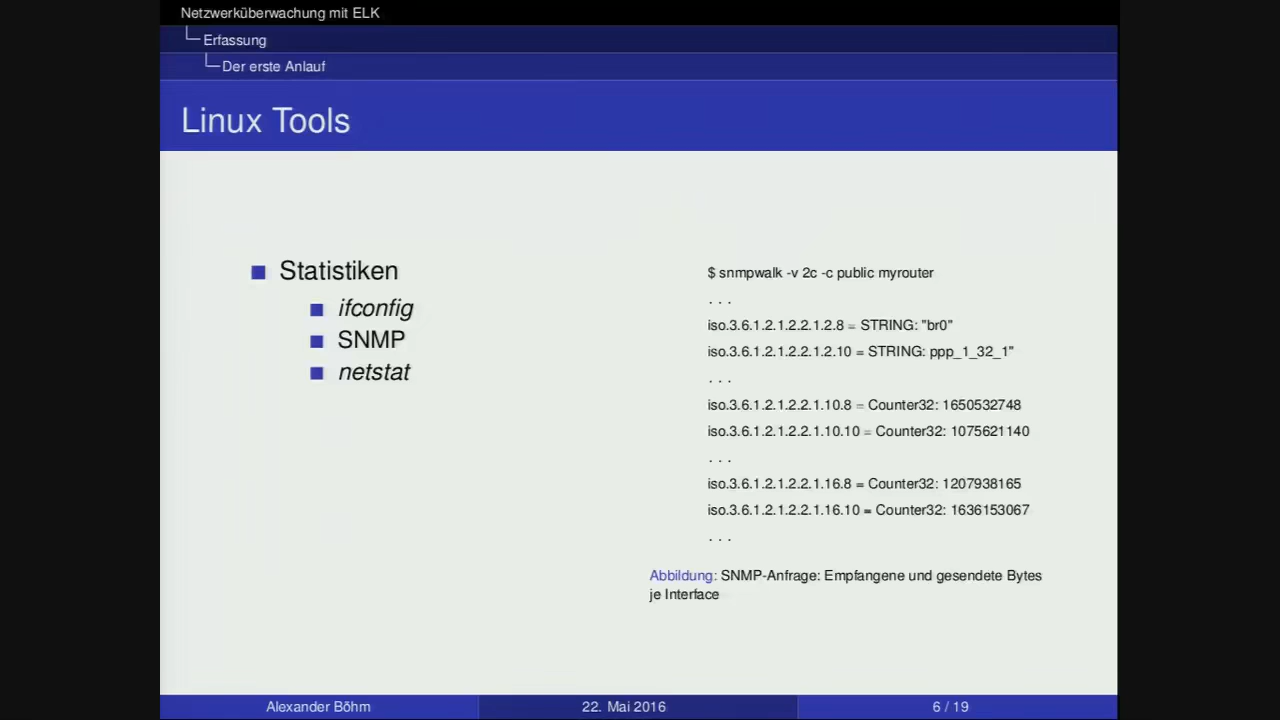 Netzwerküberwachung mit ELK
Erfassung
Der erste Anlauf
Linux Tools
Statistiken
ifconfig
SNMP
netstat
$ snmpwalk -v 2c -c public myrouter
. . .
iso.3.6.1.2.1.2.2.1.2.8 = STRING: "br0"
iso.3.6.1.2.1.2.2.1.2.10 = STRING: ppp_1_32_1"
. . .
iso.3.6.1.2.1.2.2.1.10.8 = Counter32: 1650532748
iso.3.6.1.2.1.2.2.1.10.10 = Counter32: 1075621140
. . .
iso.3.6.1.2.1.2.2.1.16.8 = Counter32: 1207938165
iso.3.6.1.2.1.2.2.1.16.10 = Counter32: 1636153067
. . .
Abbildung: SNMP-Anfrage: Empfangene und gesendete Bytes
je Interface
Alexander Böhm
22. Mai 2016
6 / 19